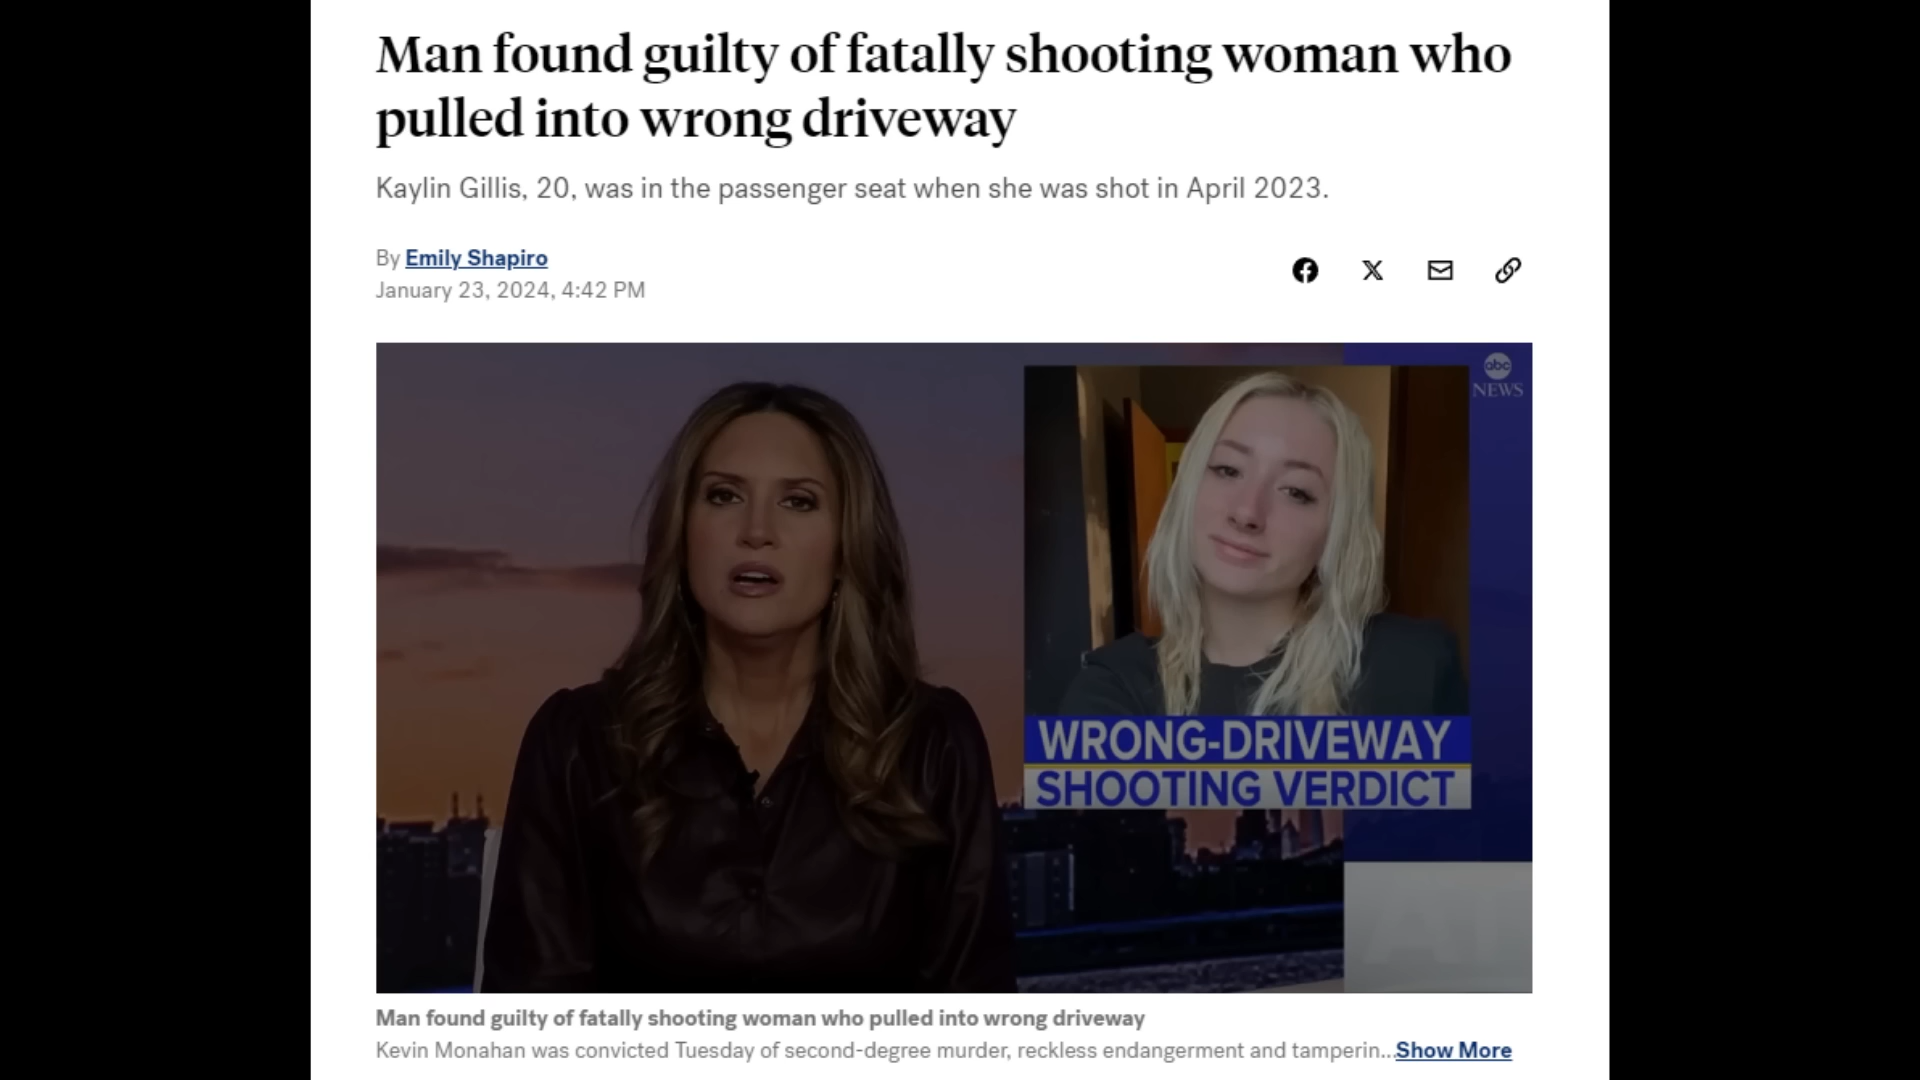 Man found guilty of fatally shooting woman who
pulled into wrong driveway
Kaylin Gillis, 20, was in the passenger seat when she was shot in April 2023.
By Emily Shapiro
January 23, 2024, 4:42 PM
abc
NEWS
WRONG-DRIVEWAY
SHOOTING VERDICT
Man found guilty of fatally shooting woman who pulled into wrong driveway
Kevin Monahan was convicted Tuesday of second-degree murder, reckless endangerment and tamperin...Show More